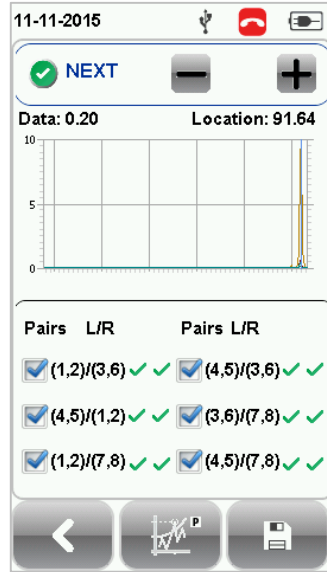 11-11-2015
NEXT
Data: 0.20 Location: 91.64
10
5
0
Pairs L/R Pairs L/R
(1,2)/(3,6) (4,5)/(3,6)
(4,5)/(1,2) (3,6)/(7,8)
(1,2)/(7,8) (4,5)/(7,8)
P